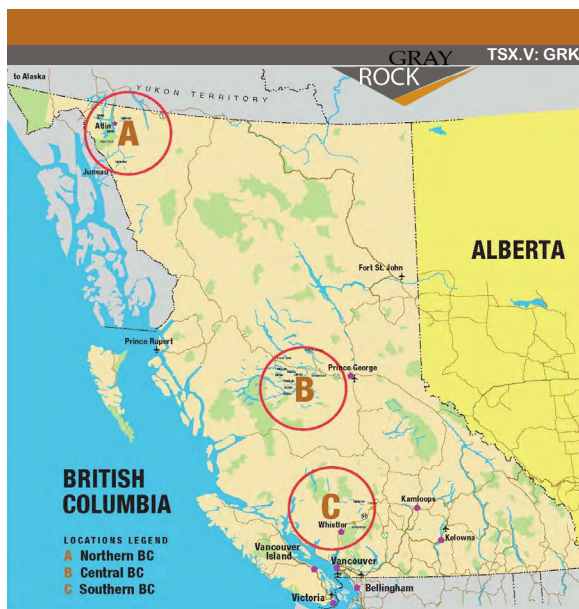 GRAY
ROCK
TSX.V: GRK
to Alaska
YUKON TERRITORY
Atlin
A
Juneau
ALBERTA
Fort St. John
Prince Rupert
Prince George
B
BRITISH
COLUMBIA
C
Whistler
Kamloops
Kelowna
LOCATIONS LEGEND
A Northern BC
B Central BC
C Southern BC
Vancouver
Island
Vancouver
Bellingham
Victoria